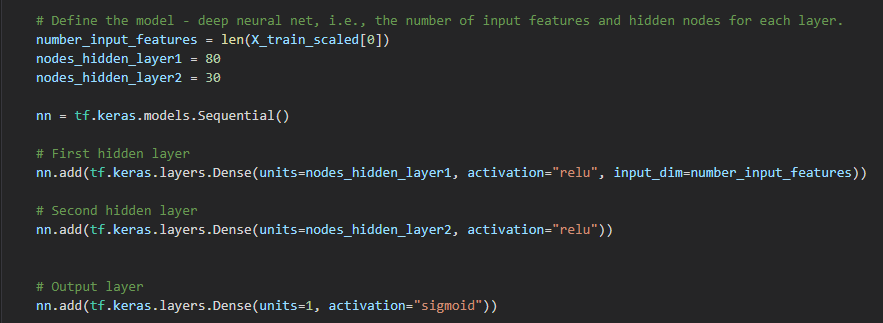 # Define the model - deep neural net, i.e., the number of input features and hidden nodes for each layer.
number_input_features = len(X_train_scaled[0])
nodes_hidden_layer1 = 80
nodes_hidden_layer2 = 30
nn = tf.keras.models.Sequential()
# First hidden layer
nn.add(tf.keras.layers.Dense(units=nodes_hidden_layer1, activation="relu", input_dim=number_input_features))
# Second hidden layer
nn.add(tf.keras.layers.Dense(units=nodes_hidden_layer2, activation="relu"))
# Output layer
nn.add(tf.keras.layers.Dense(units=1, activation="sigmoid"))